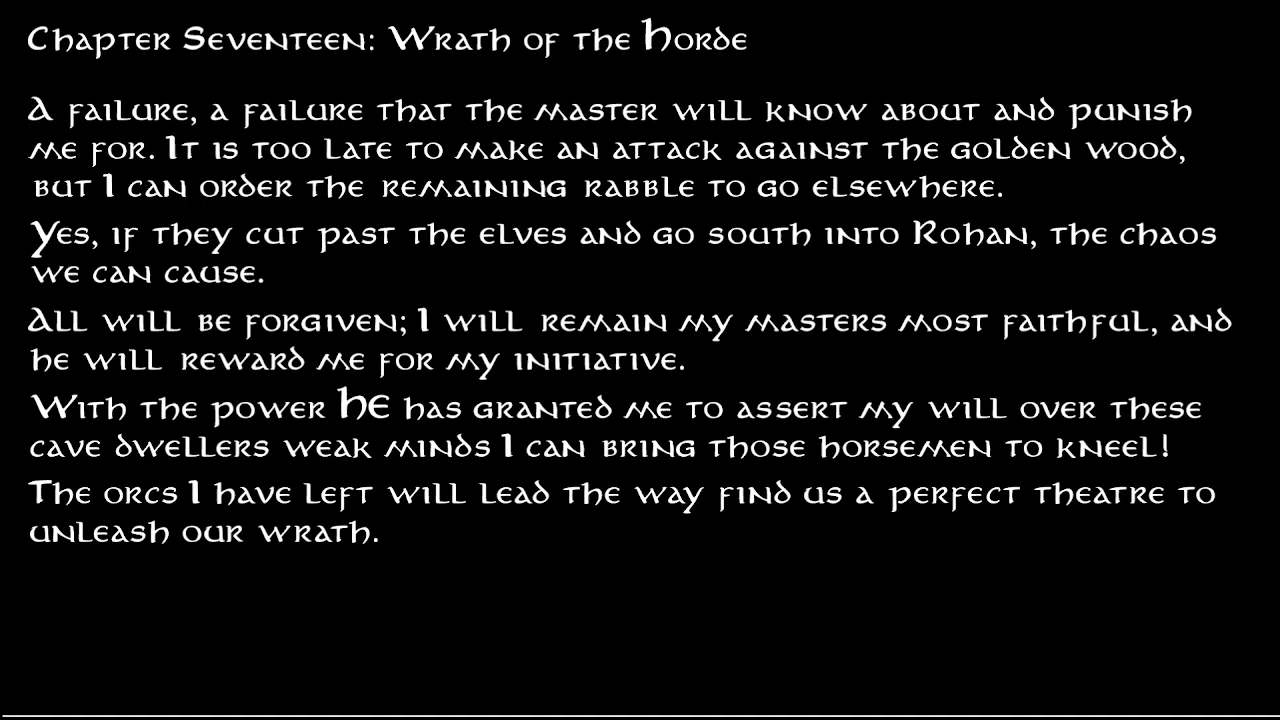 Chapter Seventeen: Wrath of the Horde
A failure, a failure that the master will know about and punish
me for. It is too late to make an attack against the golden wood,
but I can order the remaining rabble to go elsewhere.
Yes, if they cut past the elves and go south into Rohan, the chaos
we can cause.
All will be forgiven; I will remain my masters most faithful, and
he will reward me for my initiative.
With the power HE has granted me to assert my will over these
cave dwellers weak minds I can bring those horsemen to kneel!
The orcs I have left will lead the way find us a perfect theatre to
unleash our wrath.